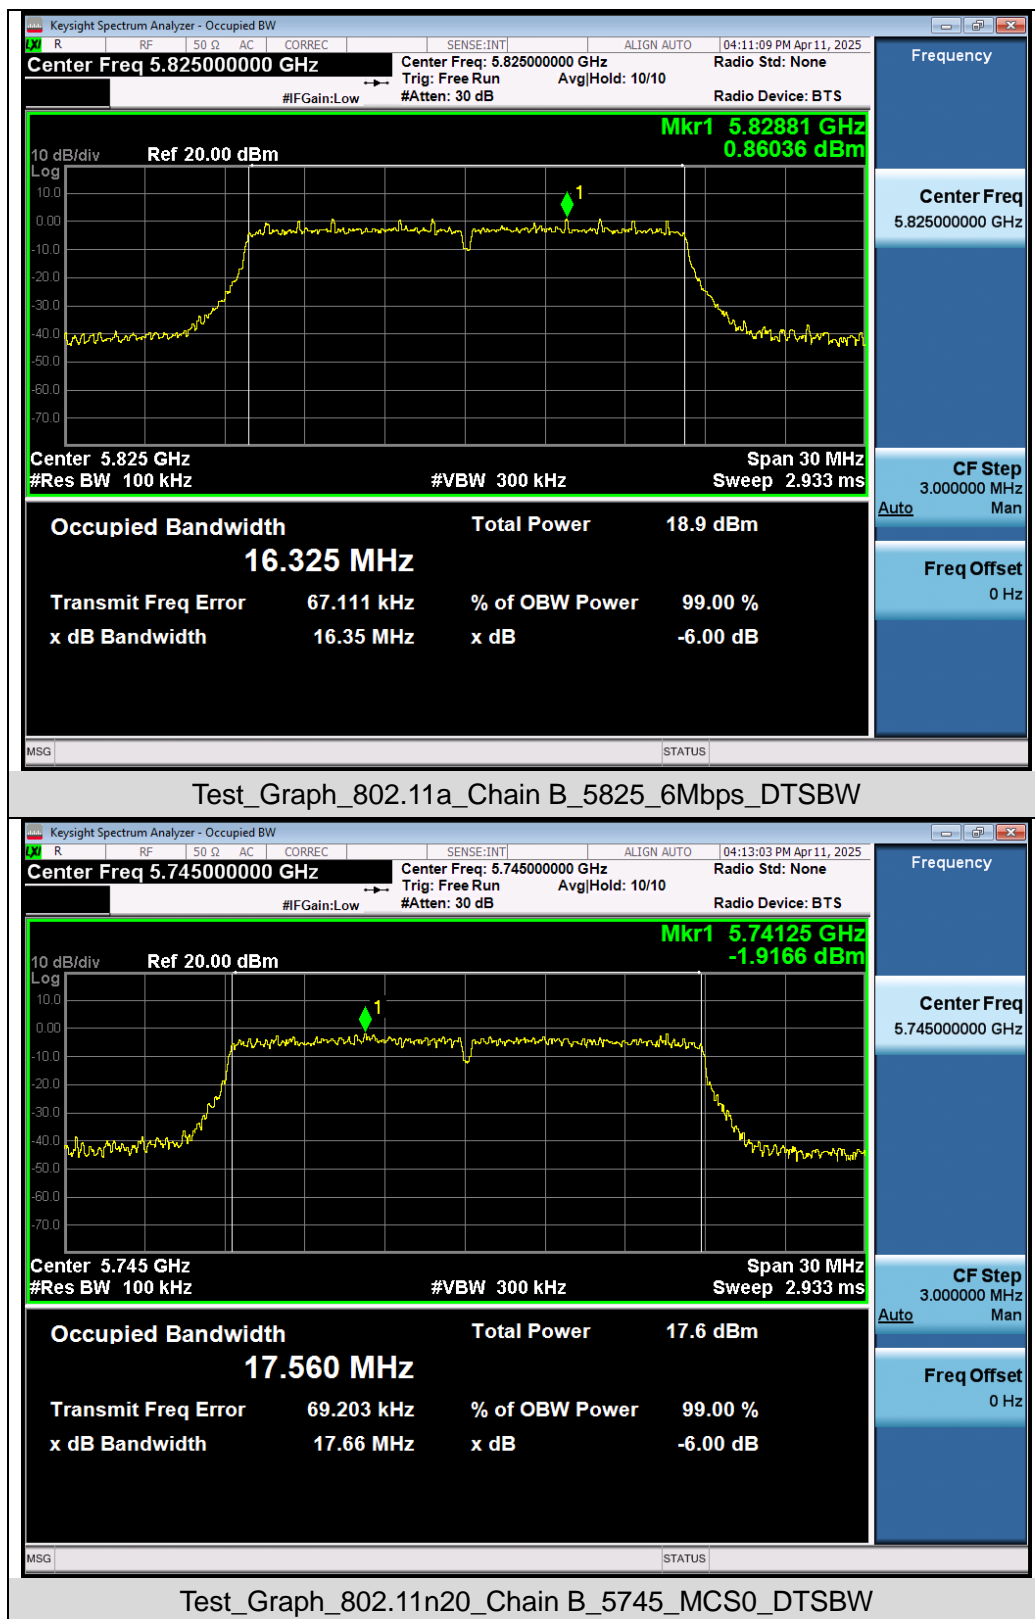 Keysight Spectrum Analyzer - Occupied BW
LXI R RF 50 Ω AC CORREC SENSE:INT ALIGN AUTO 04:11:09 PM Apr 11, 2025
Center Freq 5.825000000 GHz
Center Freq: 5.825000000 GHz Radio Std: None
Trig: Free Run Avg|Hold: 10/10
#IFGain:Low #Atten: 30 dB Radio Device: BTS
Mkr1 5.82881 GHz
0.86036 dBm
10 dB/div Ref 20.00 dBm
Log
10.0
0.00
-10.0
-20.0
-30.0
-40.0
-50.0
-60.0
-70.0
1
Center 5.825 GHz Span 30 MHz
#Res BW 100 kHz #VBW 300 kHz Sweep 2.933 ms
Occupied Bandwidth Total Power 18.9 dBm
16.325 MHz
Transmit Freq Error 67.111 kHz % of OBW Power 99.00 %
x dB Bandwidth 16.35 MHz x dB -6.00 dB
MSG STATUS
Frequency
Center Freq
5.825000000 GHz
CF Step
3.000000 MHz
Auto Man
Freq Offset
0 Hz
Test_Graph_802.11a_Chain B_5825_6Mbps_DTSBW
Keysight Spectrum Analyzer - Occupied BW
LXI R RF 50 Ω AC CORREC SENSE:INT ALIGN AUTO 04:13:03 PM Apr 11, 2025
Center Freq 5.745000000 GHz
Center Freq: 5.745000000 GHz Radio Std: None
Trig: Free Run Avg|Hold: 10/10
#IFGain:Low #Atten: 30 dB Radio Device: BTS
Mkr1 5.74125 GHz
-1.9166 dBm
10 dB/div Ref 20.00 dBm
Log
10.0
0.00
-10.0
-20.0
-30.0
-40.0
-50.0
-60.0
-70.0
1
Center 5.745 GHz Span 30 MHz
#Res BW 100 kHz #VBW 300 kHz Sweep 2.933 ms
Occupied Bandwidth Total Power 17.6 dBm
17.560 MHz
Transmit Freq Error 69.203 kHz % of OBW Power 99.00 %
x dB Bandwidth 17.66 MHz x dB -6.00 dB
MSG STATUS
Frequency
Center Freq
5.745000000 GHz
CF Step
3.000000 MHz
Auto Man
Freq Offset
0 Hz
Test_Graph_802.11n20_Chain B_5745_MCS0_DTSBW